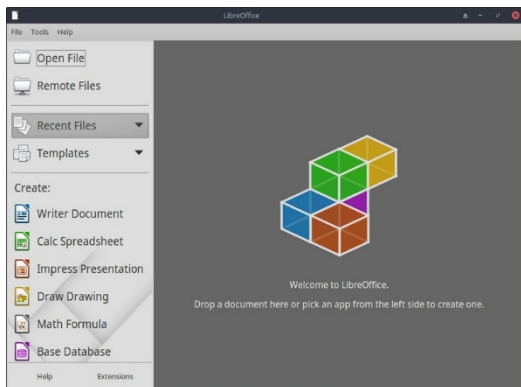 LibreOffice
File Tools Help
Open File
Remote Files
Recent Files
Templates
Create:
Writer Document
Calc Spreadsheet
Impress Presentation
Draw Drawing
Math Formula
Base Database
Help Extensions
Welcome to LibreOffice.
Drop a document here or pick an app from the left side to create one.